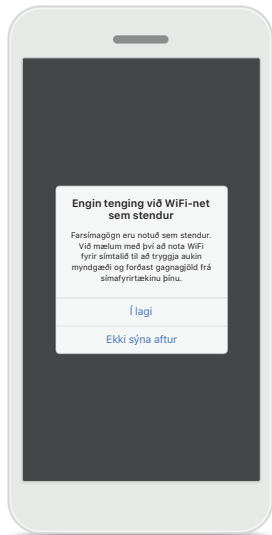 Engin tenging við WiFi-net
sem stendur
Farsímagögn eru notuð sem stendur.
Við mælum með því að nota WiFi
fyrir símtalið til að tryggja aukin
myndgæði og forðast gagnagjöld frá
símafyrirtækinu þínu.
Í lagi
Ekki sýna aftur